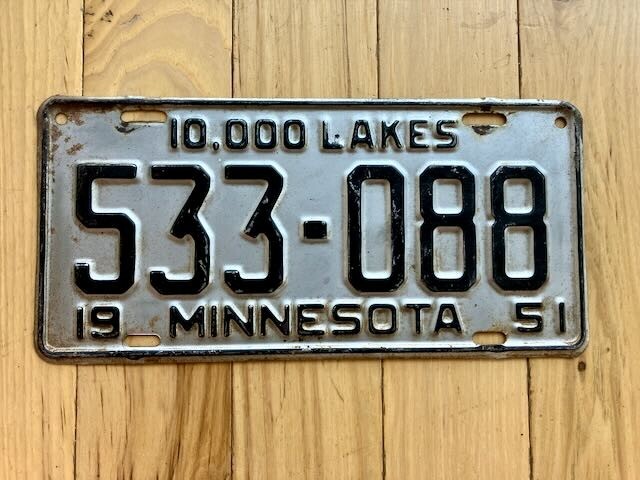 10,000 LAKES
533-088
19 MINNESOTA 51